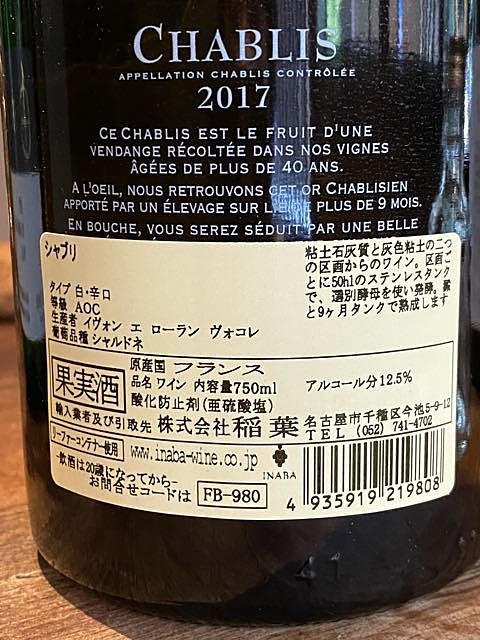 CHABLIS
APPELLATION CHABLIS CONTRÔLÉE
2017
CE CHABLIS EST LE FRUIT D'UNE
VENDANGE RÉCOLTÉE DANS NOS VIGNES
ÂGÉES DE PLUS DE 40 ANS.
A L'OEIL, NOUS RETROUVONS CET OR CHABLISIEN
APPORTÉ PAR UN ÉLEVAGE SUR LIE DE PLUS DE 9 MOIS.
EN BOUCHE, VOUS SEREZ SÉDUIT PAR UNE BELLE
シャブリ
タイプ 白・辛口
等級 AOC
生産者 イヴォン エ ローラン ヴォコレ
葡萄品種 シャルドネ
粘土石灰質と灰色粘土の二つ
の区画からのワイン。区画ご
とに50hlのステンレスタンク
で、選別酵母を使い発酵。澱
と9ヶ月タンクで熟成します
果実酒
原産国 フランス
品名 ワイン 内容量750ml
アルコール分12.5%
酸化防止剤(亜硫酸塩)
輸入業者及び引取先 株式会社 稲葉
名古屋市千種区今池5-9-12
TEL (052) 741-4702
リーファーコンテナー使用
www.inaba-wine.co.jp
INABA
-飲酒は20歳になってから-
お問合せコードは FB-980
4 935919 219808